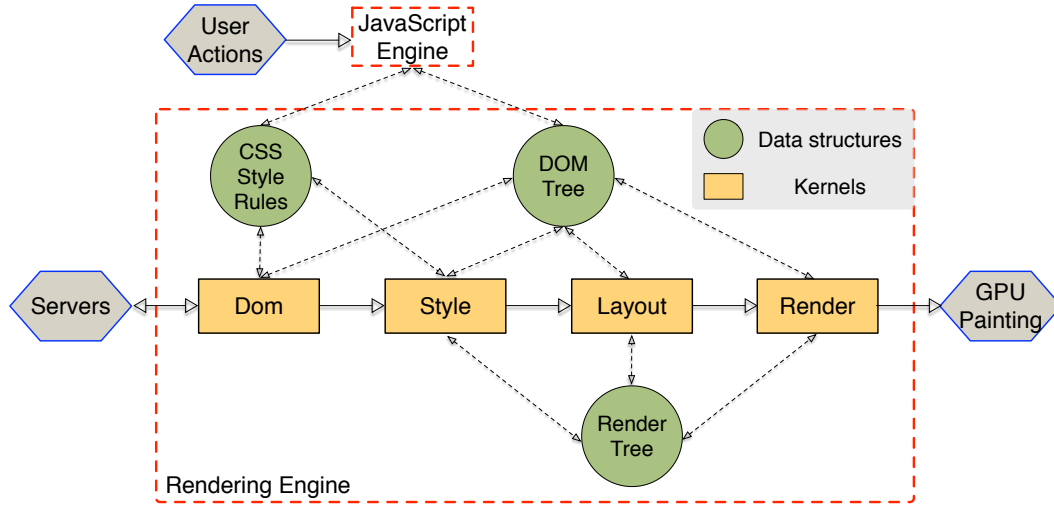 User
Actions
JavaScript
Engine
Data structures
Kernels
CSS
Style
Rules
DOM
Tree
Servers
Dom
Style
Layout
Render
GPU
Painting
Render
Tree
Rendering Engine